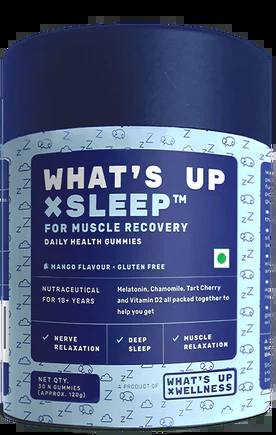 WHAT'S UP
XSLEEP™
FOR MUSCLE RECOVERY
DAILY HEALTH GUMMIES
MANGO FLAVOUR • GLUTEN FREE
NUTRACEUTICAL
FOR 18+ YEARS
Melatonin, Chamomile, Tart Cherry
and Vitamin D2 all packed together to
help you get
✓ NERVE
RELAXATION
✓ DEEP
SLEEP
✓ MUSCLE
RELAXATION
NET QTY.
30 N GUMMIES
(APPROX. 120g)
A PRODUCT OF
WHAT'S UP
XWELLNESS